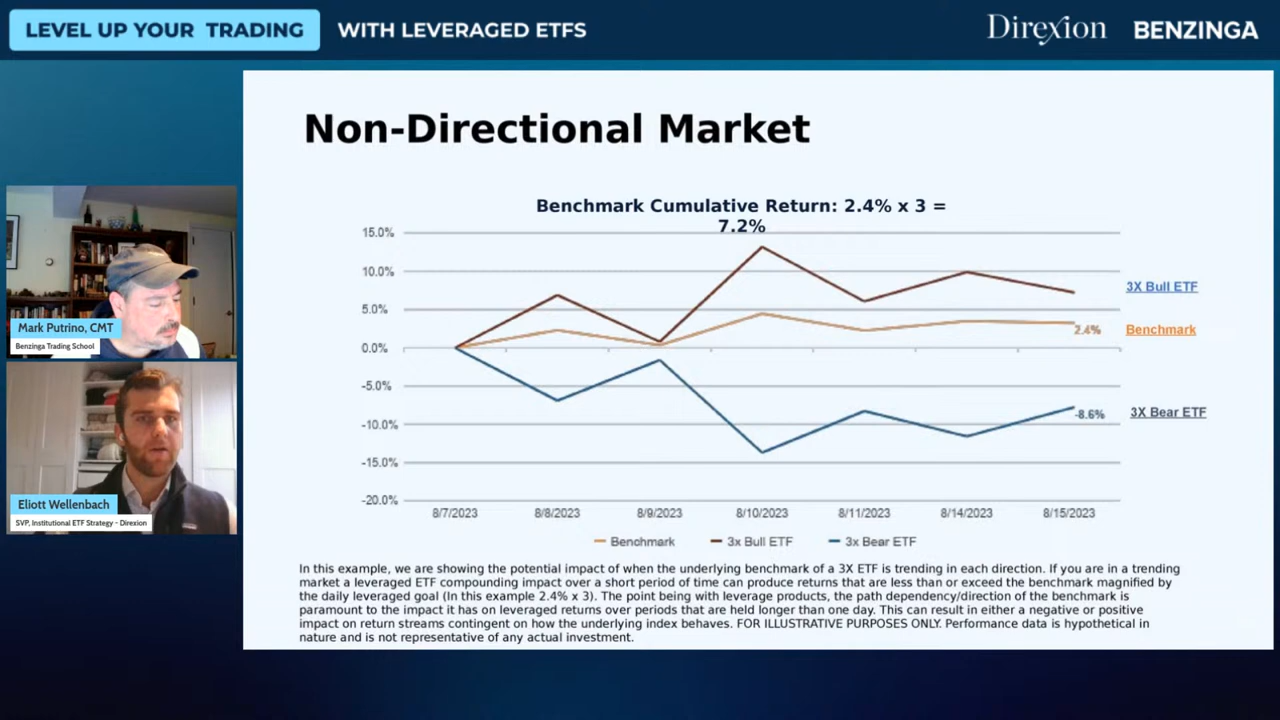 LEVEL UP YOUR TRADING WITH LEVERAGED ETFS
Direxion BENZINGA
Non-Directional Market
Benchmark Cumulative Return: 2.4% x 3 =
7.2%
15.0%
10.0%
5.0%
0.0%
-5.0%
-10.0%
-15.0%
-20.0%
3X Bull ETF
2.4%
Benchmark
-8.6%
3X Bear ETF
8/7/2023 8/8/2023 8/9/2023 8/10/2023 8/11/2023 8/14/2023 8/15/2023
Benchmark 3x Bull ETF 3x Bear ETF
In this example, we are showing the potential impact of when the underlying benchmark of a 3X ETF is trending in each direction. If you are in a trending
market a leveraged ETF compounding impact over a short period of time can produce returns that are less than or exceed the benchmark magnified by
the daily leveraged goal (In this example 2.4% x 3). The point being with leverage products, the path dependency/direction of the benchmark is
paramount to the impact it has on leveraged returns over periods that are held longer than one day. This can result in either a negative or positive
impact on return streams contingent on how the underlying index behaves. FOR ILLUSTRATIVE PURPOSES ONLY. Performance data is hypothetical in
nature and is not representative of any actual investment.
Mark Putrino, CMT
Benzinga Trading School
Eliott Wellenbach
SVP, Institutional ETF Strategy - Direxion